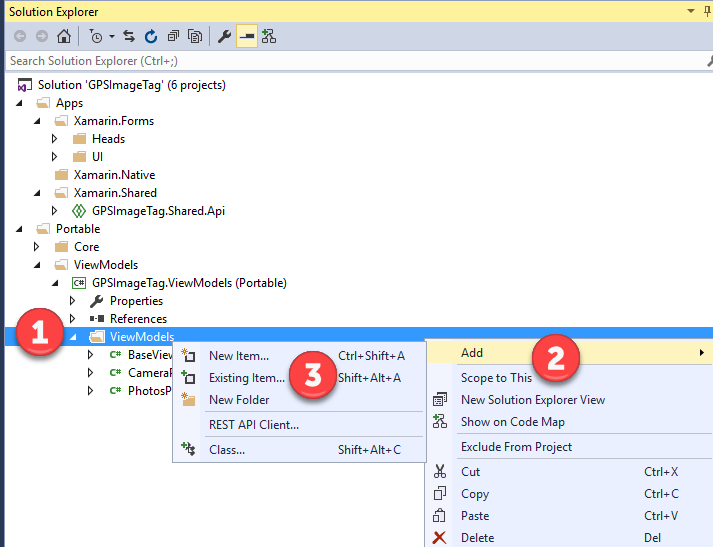 Solution Explorer
Search Solution Explorer (Ctrl+;)
Solution 'GPSImageTag' (6 projects)
Apps
Xamarin.Forms
Heads
UI
Xamarin.Native
Xamarin.Shared
GPSImageTag.Shared.Api
Portable
Core
ViewModels
C# GPSImageTag.ViewModels (Portable)
Properties
References
1 ViewModels
C# BaseView
C# CameraP
C# PhotosP
New Item... Ctrl+Shift+A
Existing Item... 3 Shift+Alt+A
New Folder
REST API Client...
Class... Shift+Alt+C
Add 2
Scope to This
New Solution Explorer View
Show on Code Map
Exclude From Project
Cut Ctrl+X
Copy Ctrl+C
Paste Ctrl+V
Delete Del